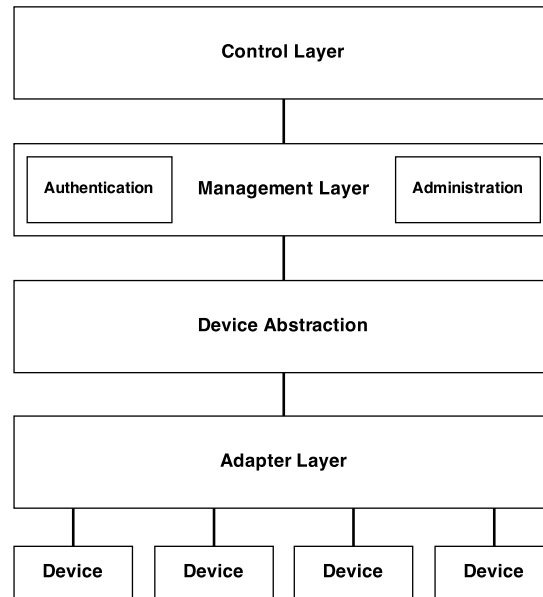 Control Layer
Authentication
Management Layer
Administration
Device Abstraction
Adapter Layer
Device
Device
Device
Device